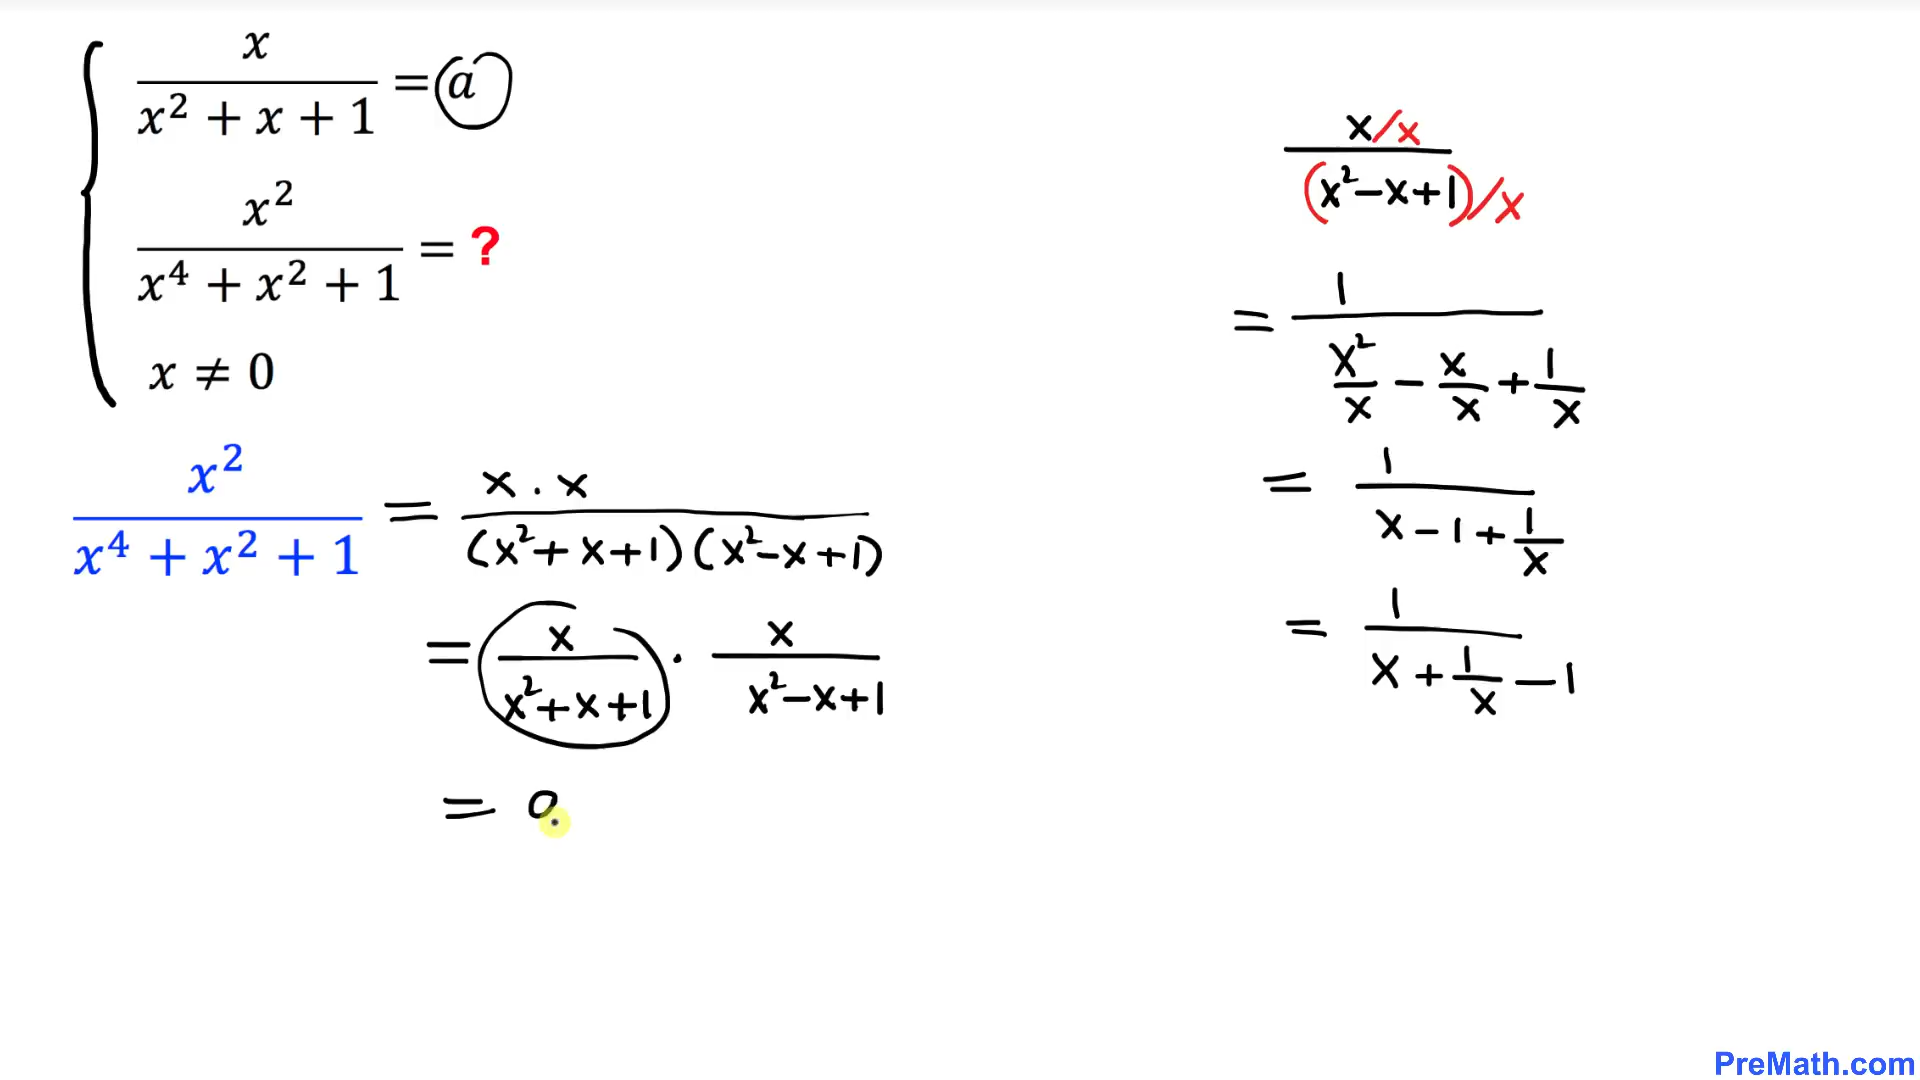 x/(x² + x + 1) = a
x²/(x⁴ + x² + 1) = ?
x ≠ 0
x²/(x⁴ + x² + 1) = x · x/((x² + x + 1)(x² - x + 1))
= x/(x² + x + 1) · x/(x² - x + 1)
= a
x/x/((x² - x + 1)/x)
= 1/(x²/x - x/x + 1/x)
= 1/(x - 1 + 1/x)
= 1/(x + 1/x - 1)
PreMath.com